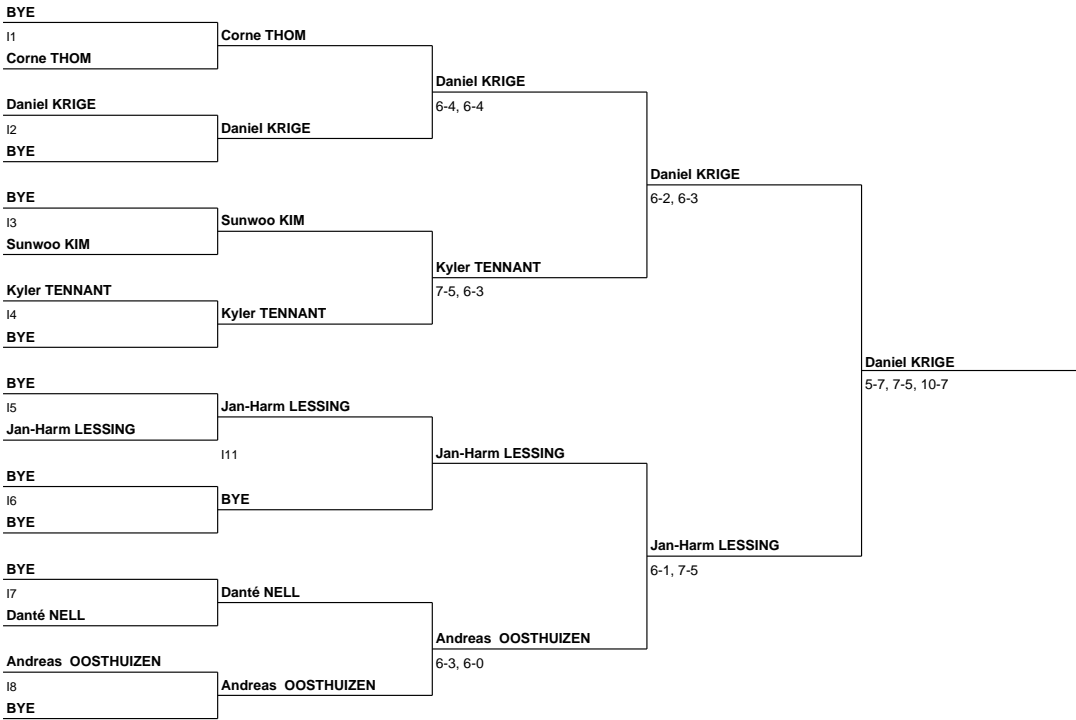 BYE
I1
Corne THOM
Daniel KRIGE
I2
BYE
BYE
I3
Sunwoo KIM
Kyler TENNANT
I4
BYE
BYE
I5
Jan-Harm LESSING
BYE
I6
BYE
BYE
I7
Danté NELL
Andreas OOSTHUIZEN
I8
BYE
Corne THOM
Daniel KRIGE
Sunwoo KIM
Kyler TENNANT
Jan-Harm LESSING
I11
BYE
Danté NELL
Andreas OOSTHUIZEN
Daniel KRIGE
6-4, 6-4
Kyler TENNANT
7-5, 6-3
Jan-Harm LESSING
Andreas OOSTHUIZEN
6-3, 6-0
Daniel KRIGE
6-2, 6-3
Jan-Harm LESSING
6-1, 7-5
Daniel KRIGE
5-7, 7-5, 10-7